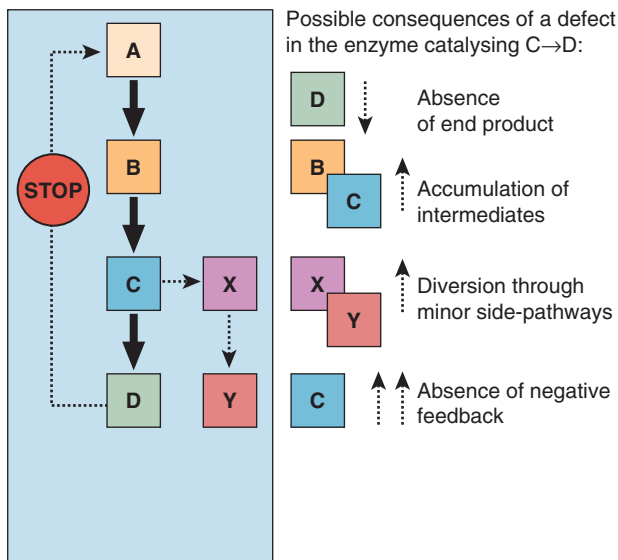 A
B
STOP
C
X
D
Y
Possible consequences of a defect
in the enzyme catalysing C→D:
D
Absence
of end product
B
C
Accumulation of
intermediates
X
Y
Diversion through
minor side-pathways
C
Absence of negative
feedback